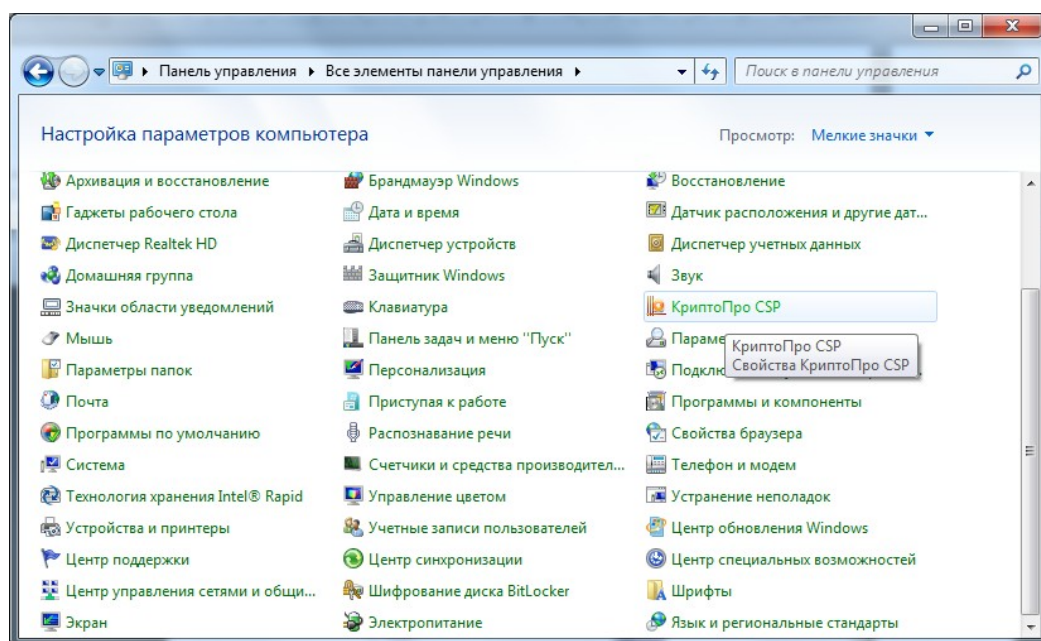 Панель управления Все элементы панели управления Поиск в панели управления
Настройка параметров компьютера Просмотр: Мелкие значки
Архивация и восстановление Брандмауэр Windows Восстановление
Гаджеты рабочего стола Дата и время Датчик расположения и другие дат...
Диспетчер Realtek HD Диспетчер устройств Диспетчер учетных данных
Домашняя группа Защитник Windows Звук
Значки области уведомлений Клавиатура КриптоПро CSP
Мышь Панель задач и меню "Пуск"
КриптоПро CSP
Свойства КриптоПро CSP
Параметры папок Персонализация
Почта Приступая к работе Программы и компоненты
Программы по умолчанию Распознавание речи Свойства браузера
Система Счетчики и средства производител... Телефон и модем
Технология хранения Intel® Rapid Управление цветом Устранение неполадок
Устройства и принтеры Учетные записи пользователей Центр обновления Windows
Центр поддержки Центр синхронизации Центр специальных возможностей
Центр управления сетями и общи... Шифрование диска BitLocker Шрифты
Экран Электропитание Язык и региональные стандарты